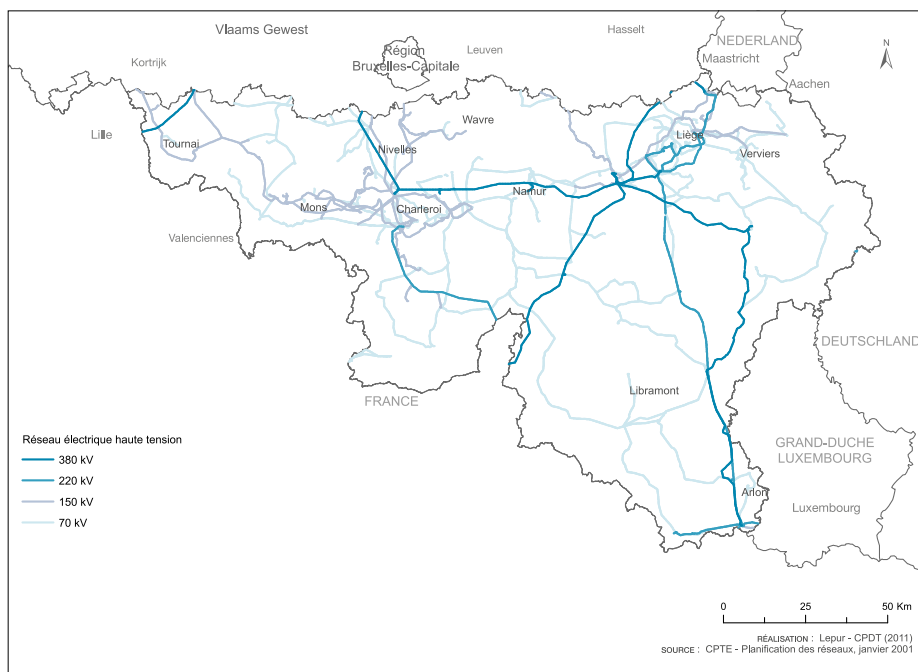 Vlaams Gewest
Hasselt
NEDERLAND
Région
Bruxelles-Capitale
Leuven
Maastricht
N
Kortrijk
Aachen
Lille
Tournai
Nivelles
Wavre
Liège
Verviers
Namur
Mons
Charleroi
Valenciennes
DEUTSCHLAND
FRANCE
Libramont
GRAND-DUCHE
LUXEMBOURG
Arlon
Luxembourg
Réseau électrique haute tension
380 kV
220 kV
150 kV
70 kV
0 25 50 Km
RÉALISATION : Lepur - CPDT (2011)
SOURCE : CPTE - Planification des réseaux, janvier 2001